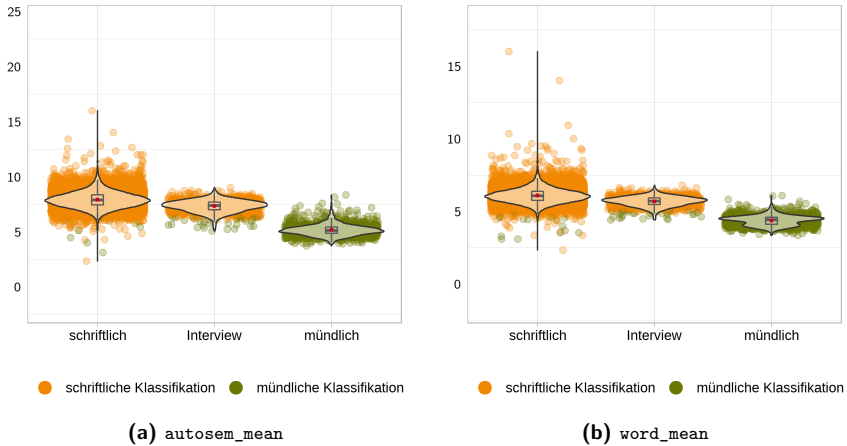 25
20
15
10
5
0
schriftlich Interview mündlich
schriftliche Klassifikation mündliche Klassifikation
(a) autosem_mean
15
10
5
0
schriftlich Interview mündlich
schriftliche Klassifikation mündliche Klassifikation
(b) word_mean